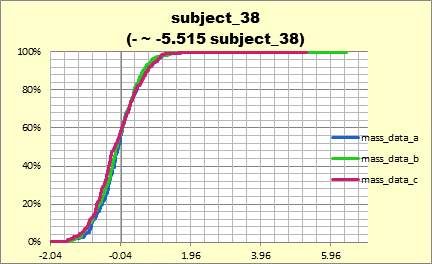 subject_38
(- ~ -5.515 subject_38)
100%
80%
60%
40%
20%
0%
-2.04
-0.04
1.96
3.96
5.96
mass_data_a
mass_data_b
mass_data_c